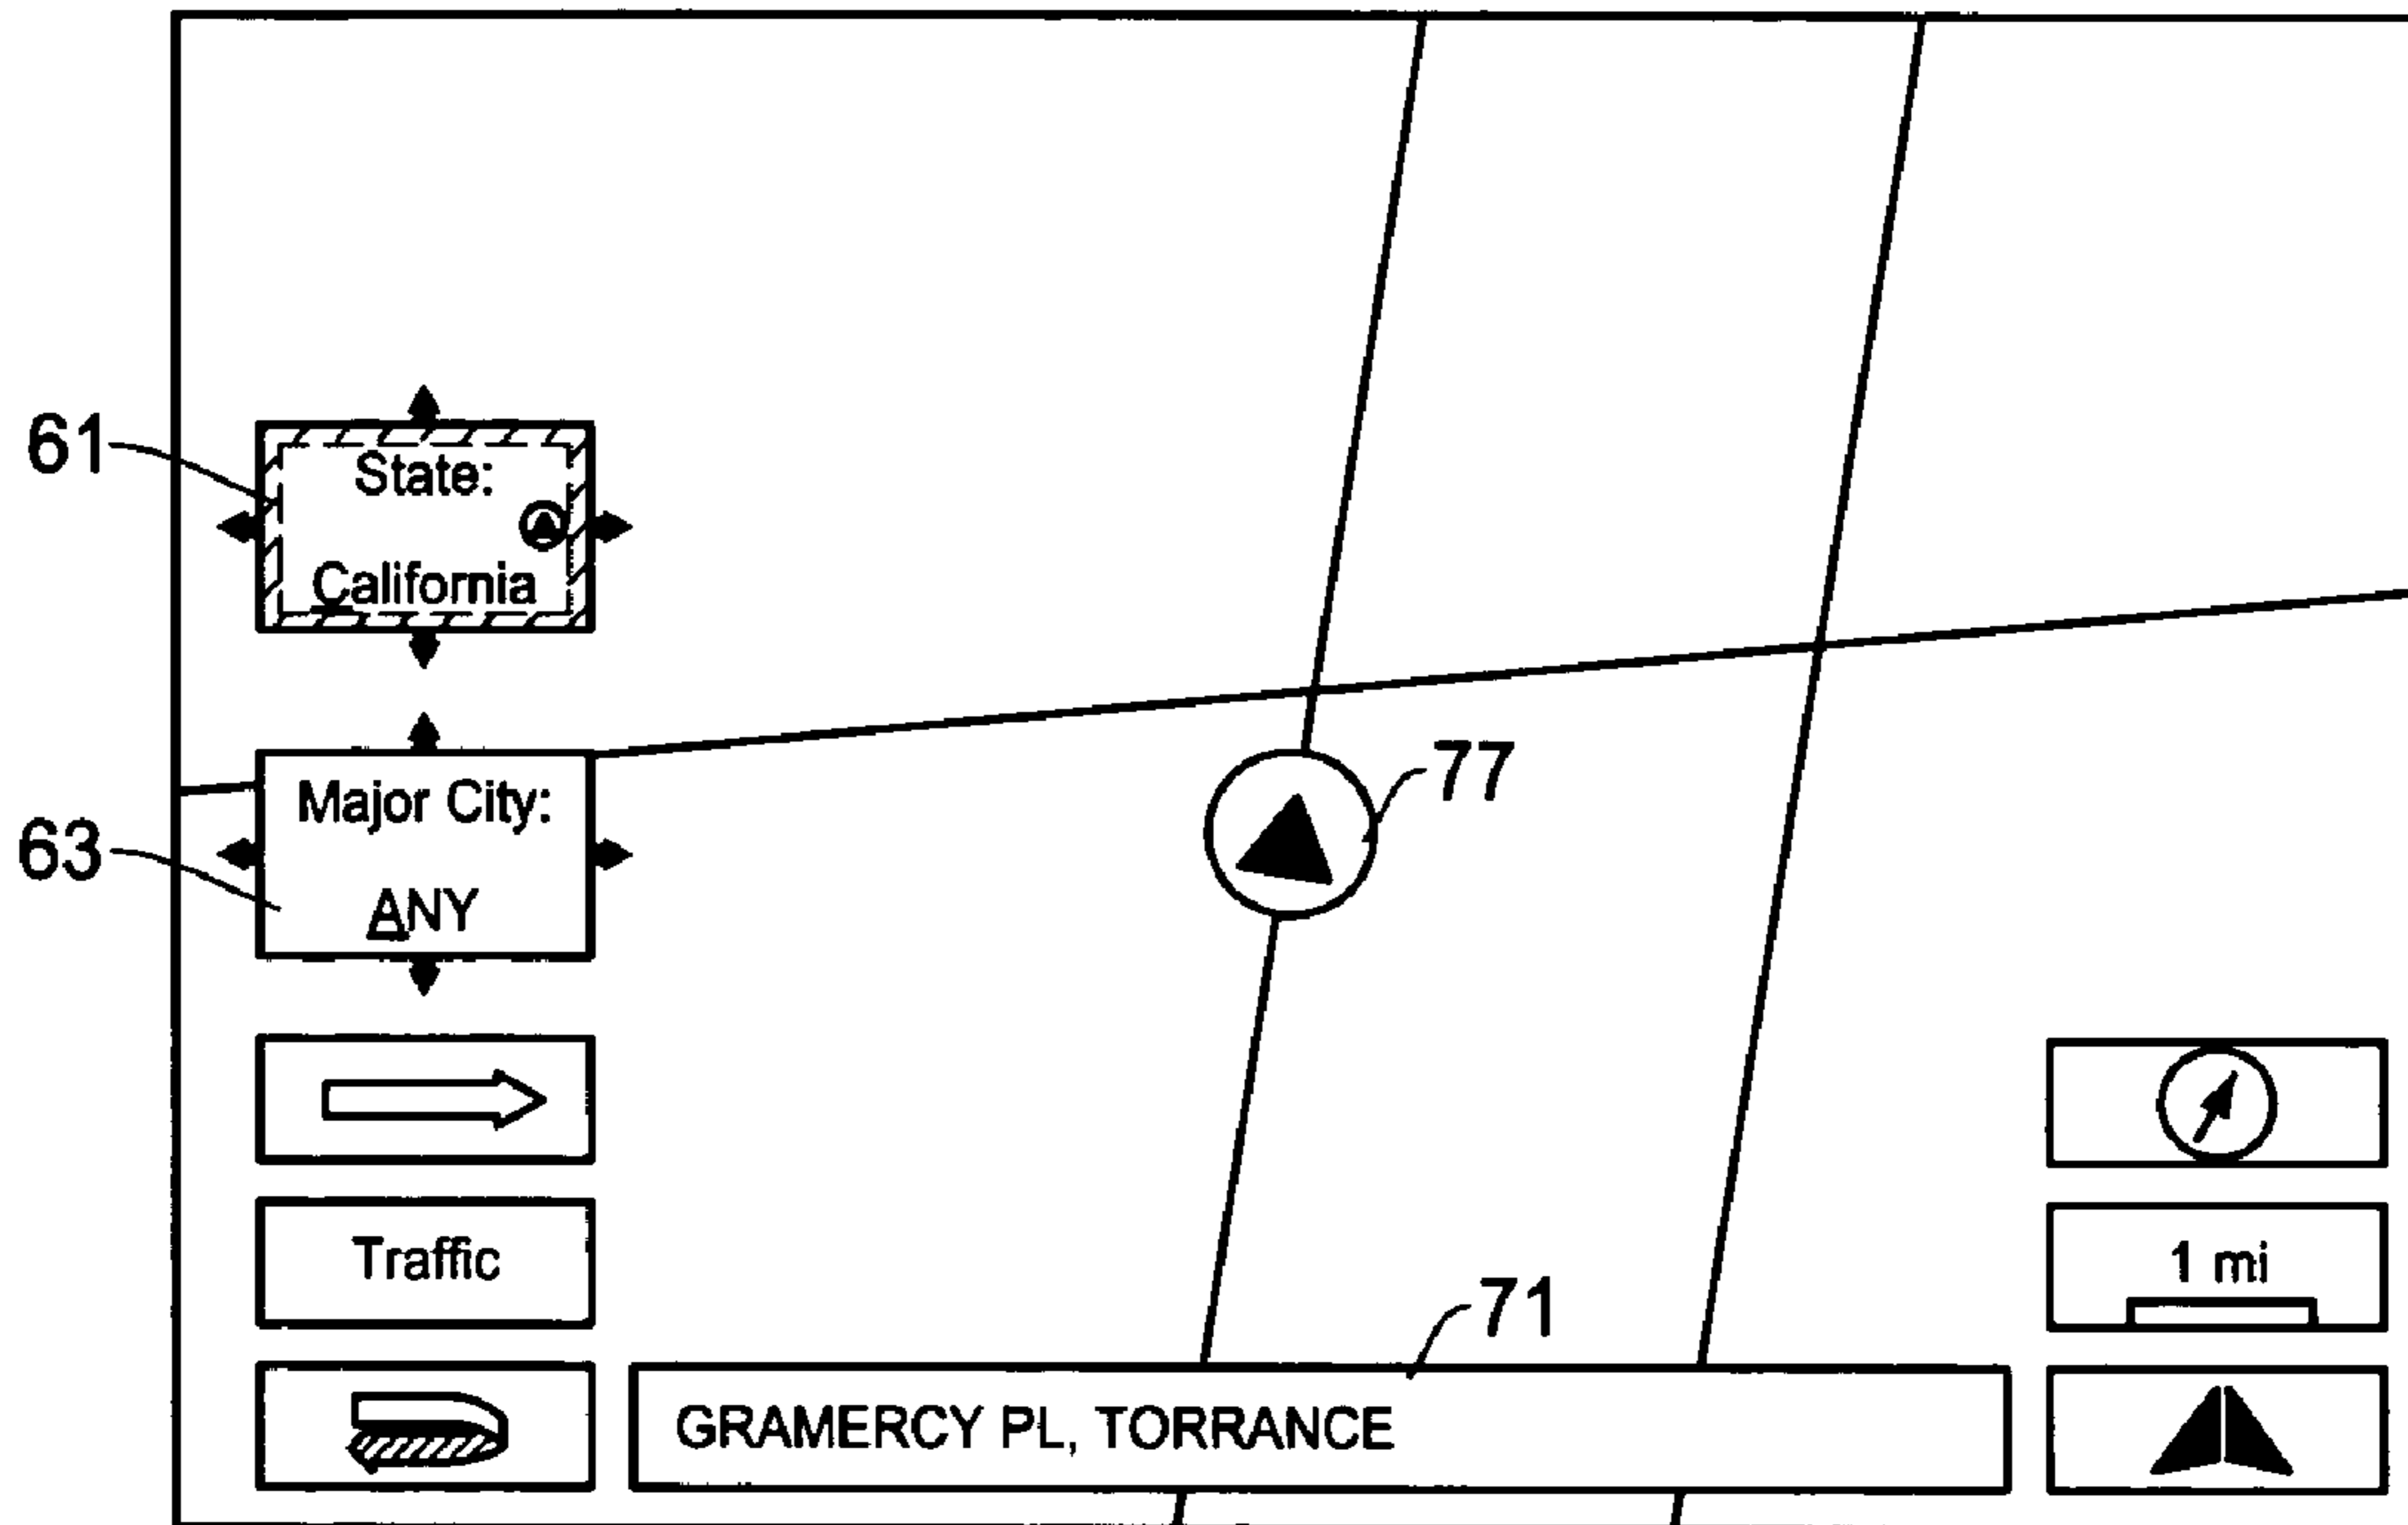 61
State:
California
77
Major City:
63
ANY
Traffic
1 mi
71
GRAMERCY PL, TORRANCE